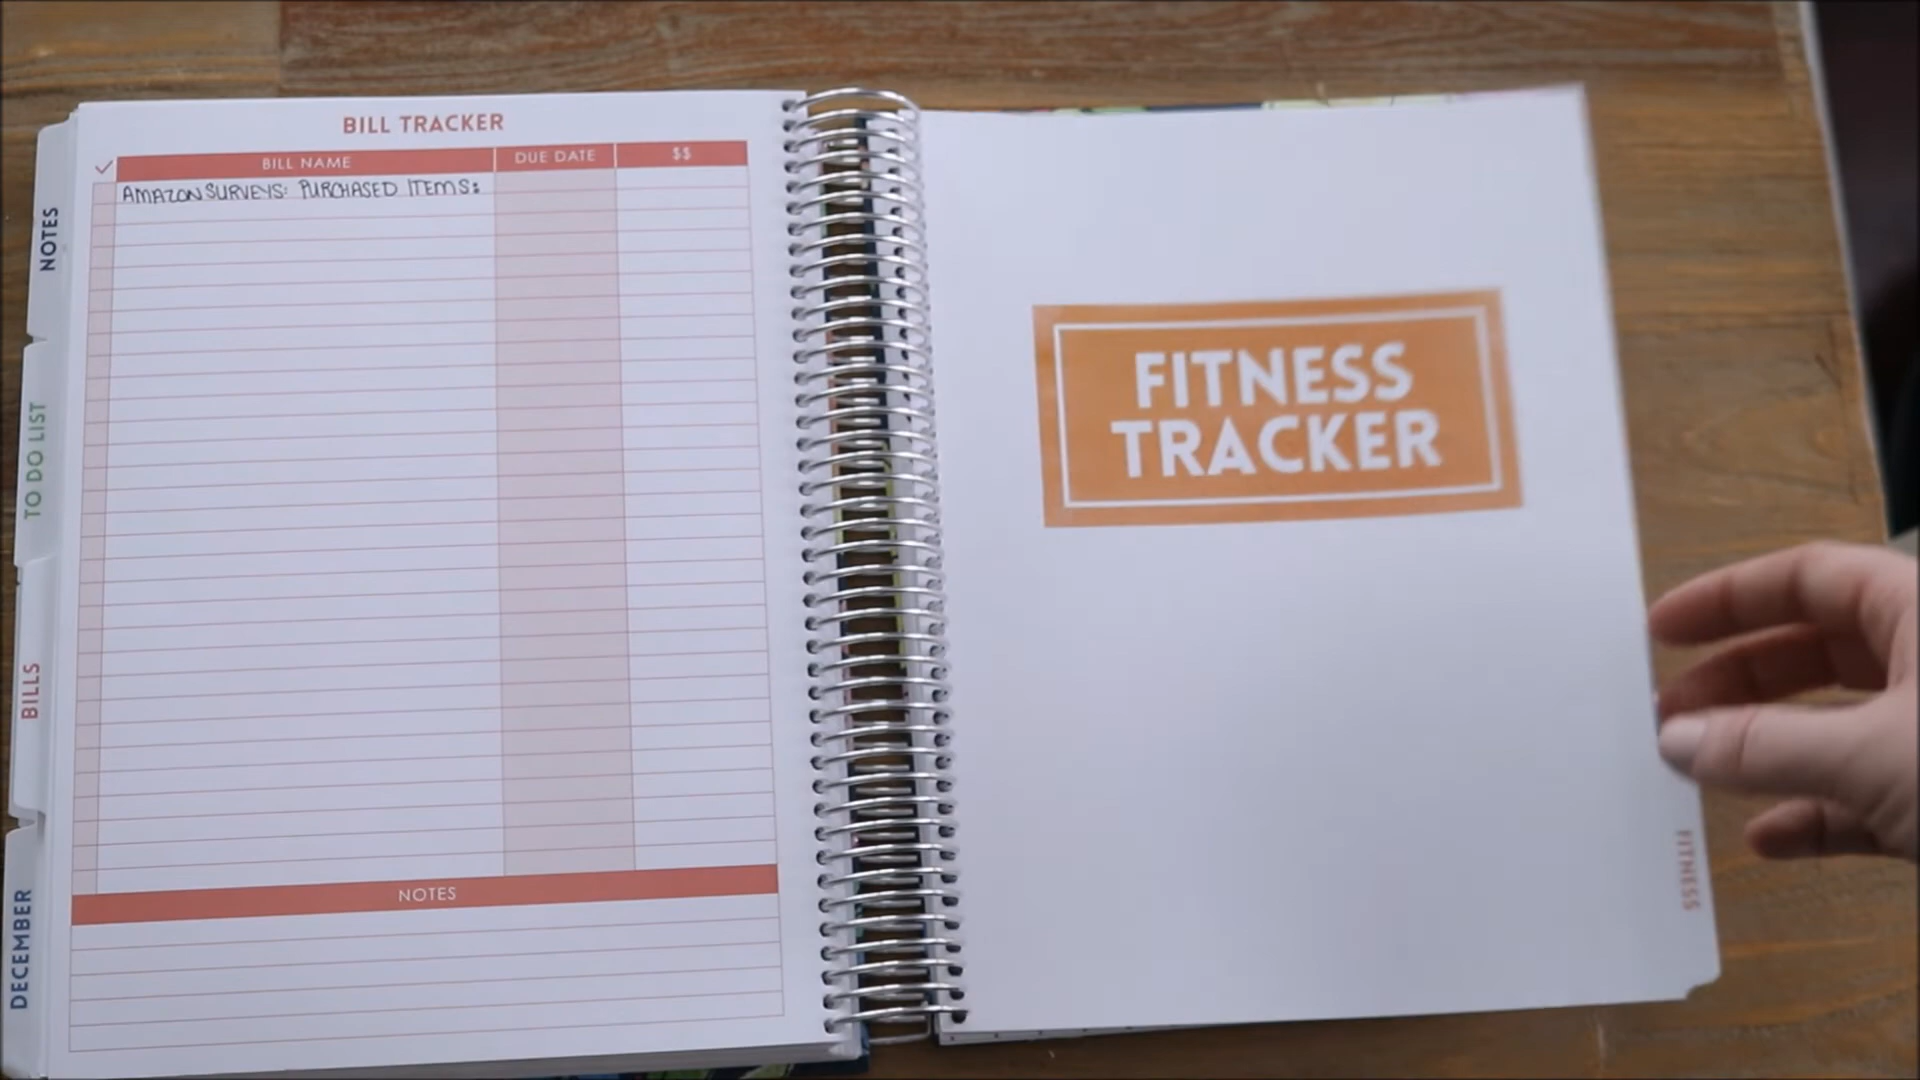 BILL TRACKER
✓ BILL NAME DUE DATE $$
AMAZON SURVEYS: PURCHASED ITEMS:
NOTES
NOTES
TO DO LIST
BILLS
DECEMBER
FITNESS
TRACKER
FITNESS